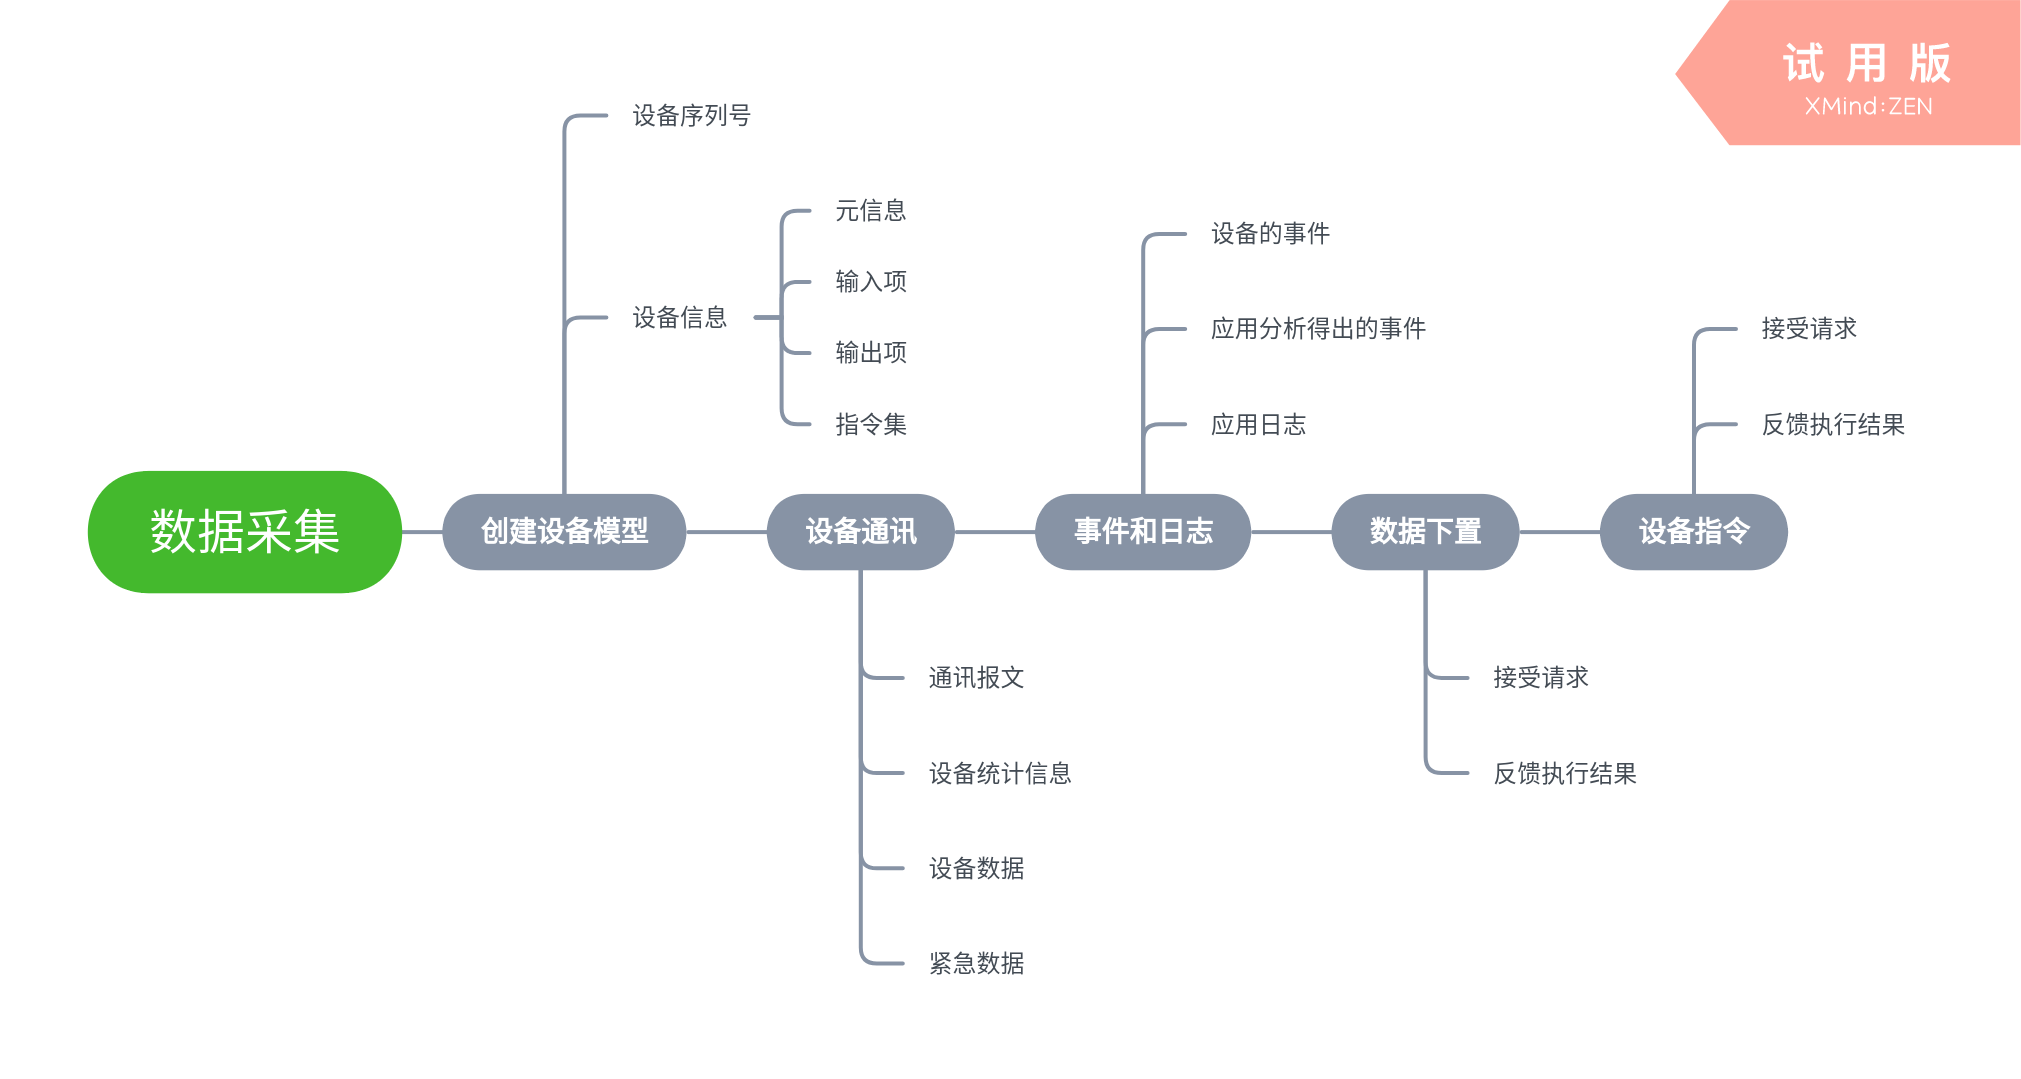 试用版
XMind:ZEN
设备序列号
设备信息
元信息
输入项
输出项
指令集
设备的事件
应用分析得出的事件
应用日志
接受请求
反馈执行结果
数据采集
创建设备模型
设备通讯
事件和日志
数据下置
设备指令
通讯报文
设备统计信息
设备数据
紧急数据
接受请求
反馈执行结果